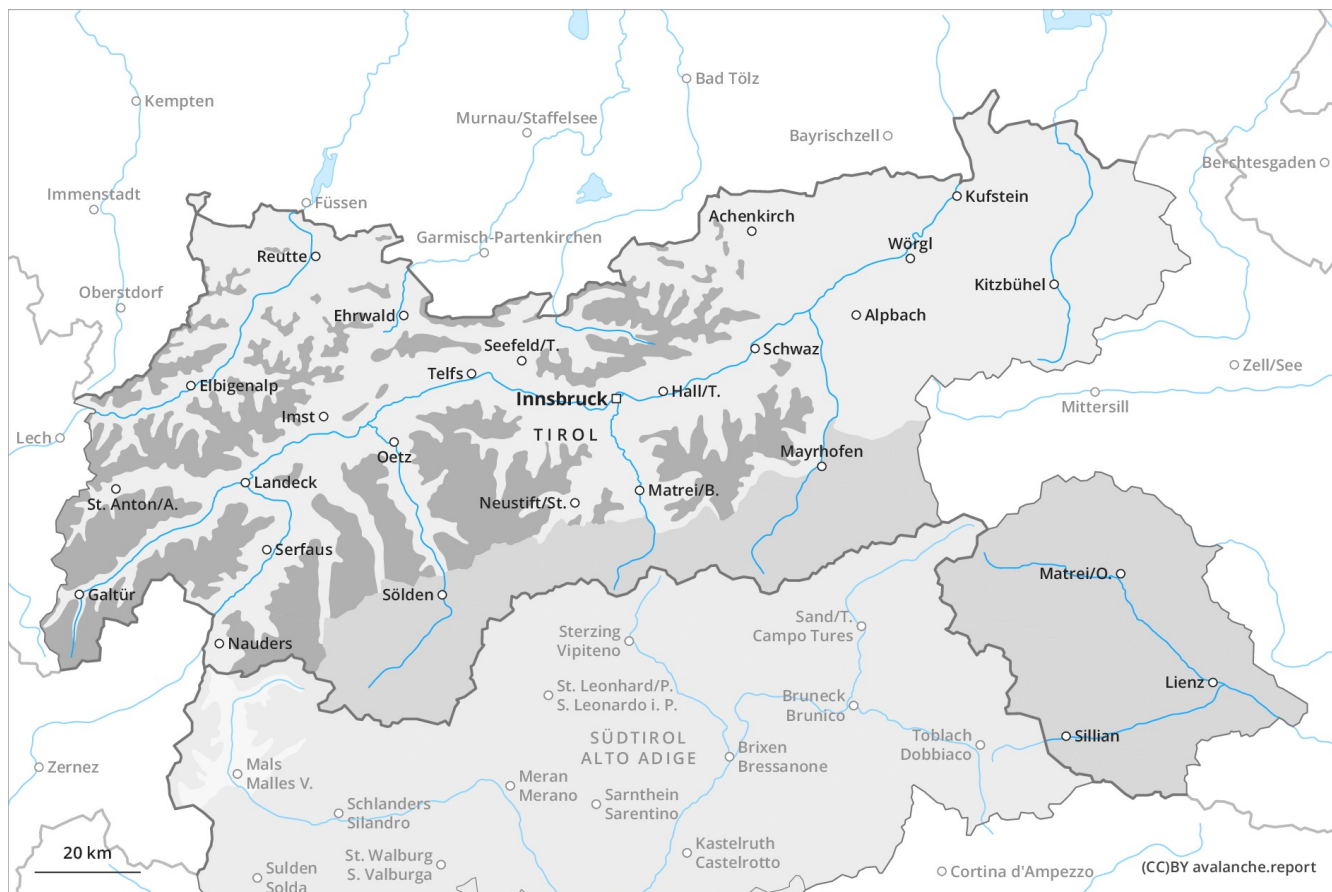 Bad Tölz
Kempten
Murnau/Staffelsee
Bayrischzell
Berchtesgaden
Immenstadt
Füssen
Kufstein
Achenkirch
Garmisch-Partenkirchen
Wörgl
Reutte
Kitzbühel
Oberstdorf
Ehrwald
Alpbach
Seefeld/T.
Schwaz
Zell/See
Telfs
Elbigenalp
Hall/T.
Innsbruck
Mittersill
Imst
TIROL
Lech
Oetz
Mayrhofen
Landeck
Matrei/B.
St. Anton/A.
Neustift/St.
Serfaus
Matrei/O.
Galtür
Sölden
Sand/T.
Campo Tures
Sterzing
Vipiteno
Nauders
Lienz
St. Leonhard/P.
S. Leonardo i. P.
Bruneck
Brunico
Sillian
SÜDTIROL
ALTO ADIGE
Toblach
Dobbiaco
Brixen
Bressanone
Zernez
Mals
Malles V.
Meran
Merano
Sarnthein
Sarentino
Schlanders
Silandro
20 km
St. Walburg
S. Valburga
Kastelruth
Castelrotto
Sulden
Solda
Cortina d'Ampezzo
(CC)BY avalanche.report